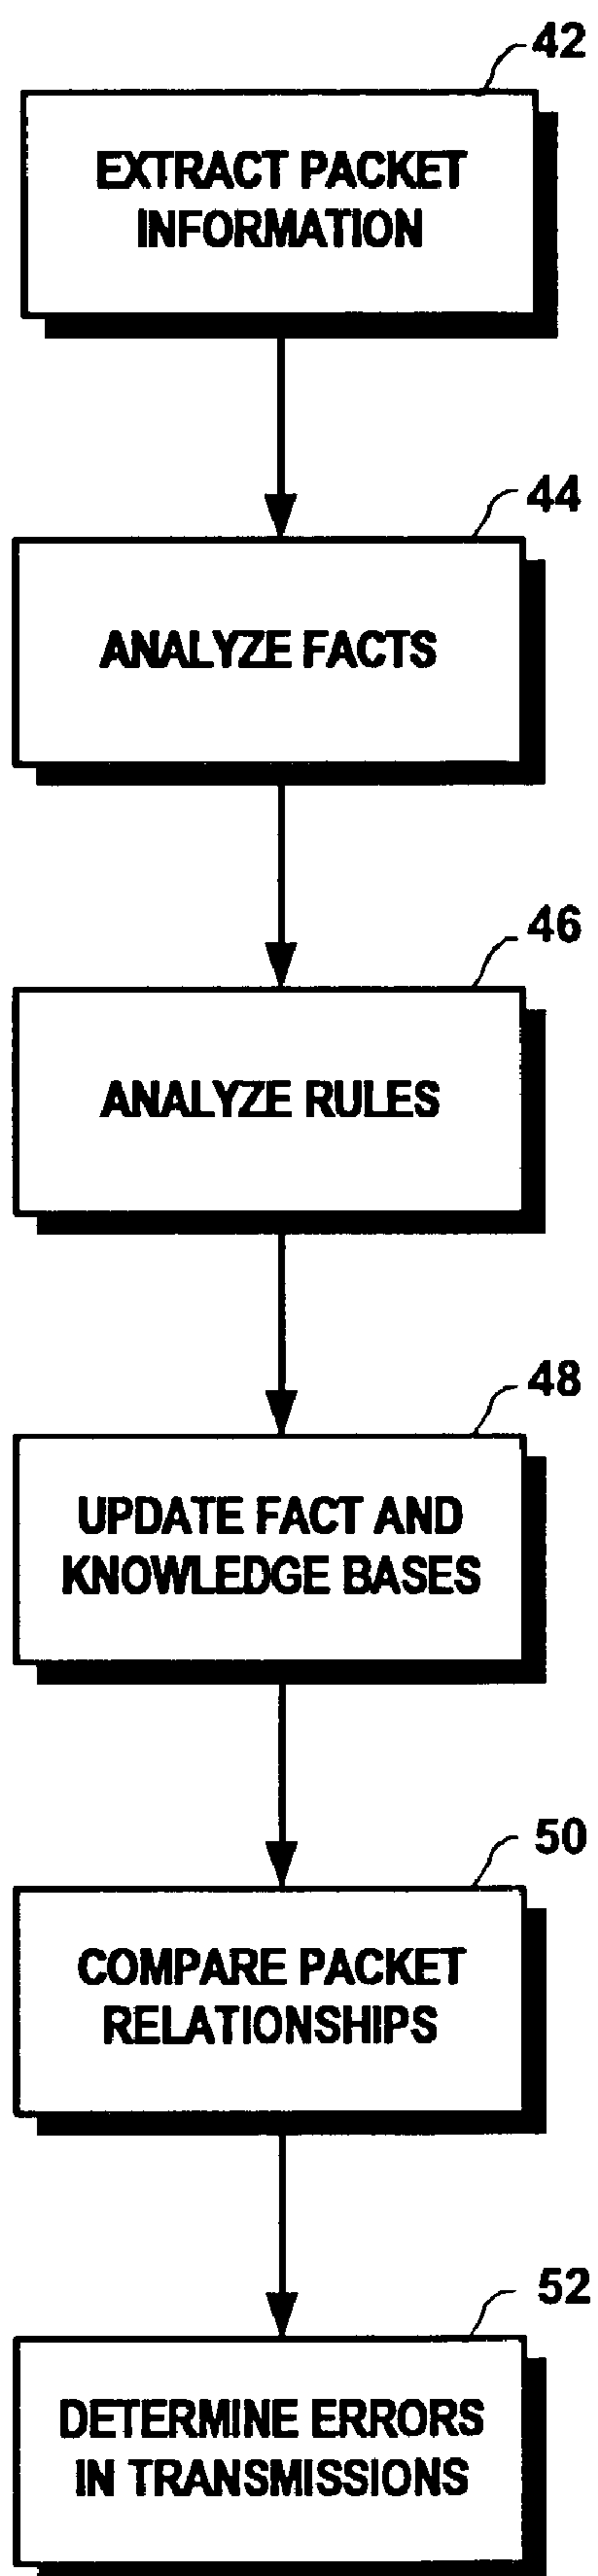 42
EXTRACT PACKET
INFORMATION
44
ANALYZE FACTS
46
ANALYZE RULES
48
UPDATE FACT AND
KNOWLEDGE BASES
50
COMPARE PACKET
RELATIONSHIPS
52
DETERMINE ERRORS
IN TRANSMISSIONS